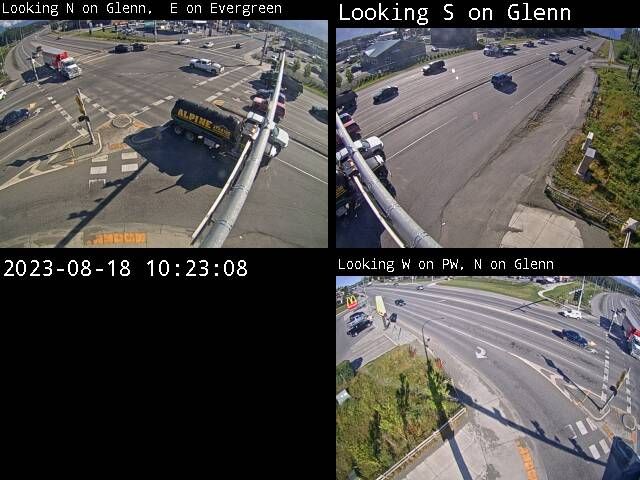 Looking N on Glenn,  E on Evergreen
Looking S on Glenn
ALPINE
2023-08-18 10:23:08
Looking W on PW, N on Glenn